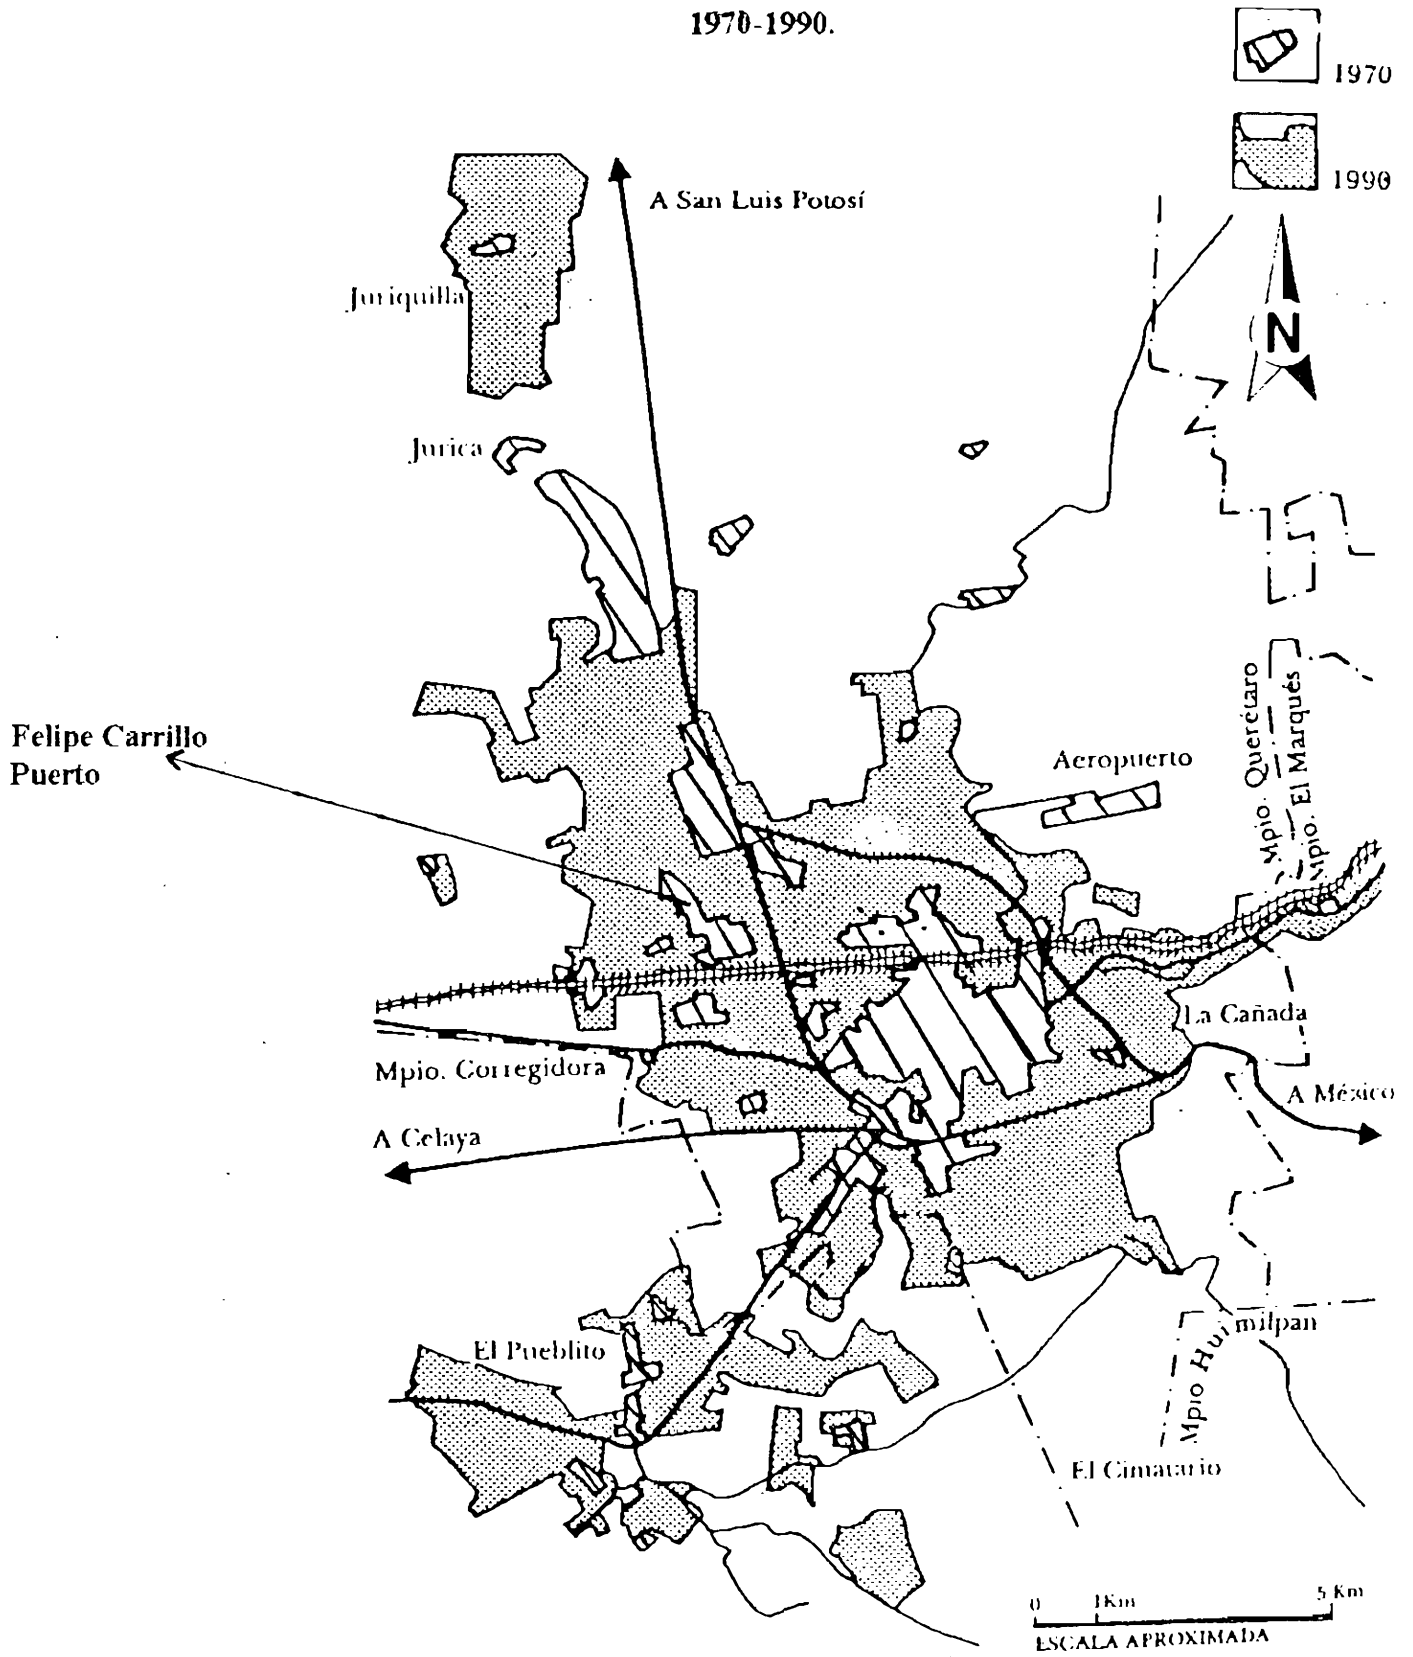 1970-1990.
1970
1990
A San Luis Potosí
N
Juriquilla
Jurica
Felipe Carrillo
Puerto
Aeropuerto
Mpio. Querétaro
Mpio. El Marqués
La Cañada
Mpio. Corregidora
A México
A Celaya
El Pueblito
Mpio Huimilpan
El Cimatario
0 1Km 5 Km
ESCALA APROXIMADA